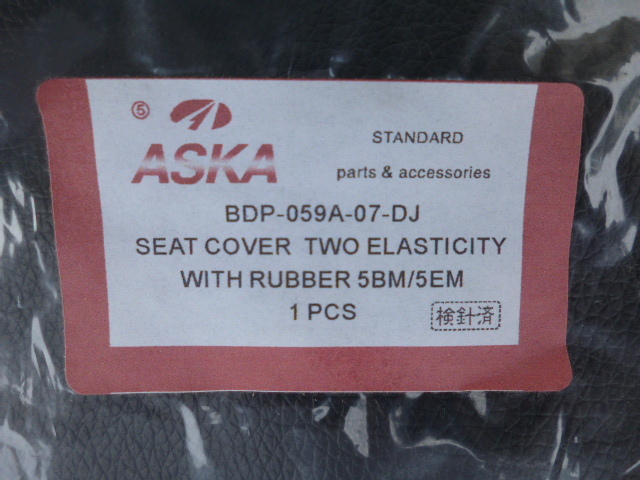 ⑤
ASKA
STANDARD
parts & accessories
BDP-059A-07-DJ
SEAT COVER TWO ELASTICITY
WITH RUBBER 5BM/5EM
1 PCS
検針済